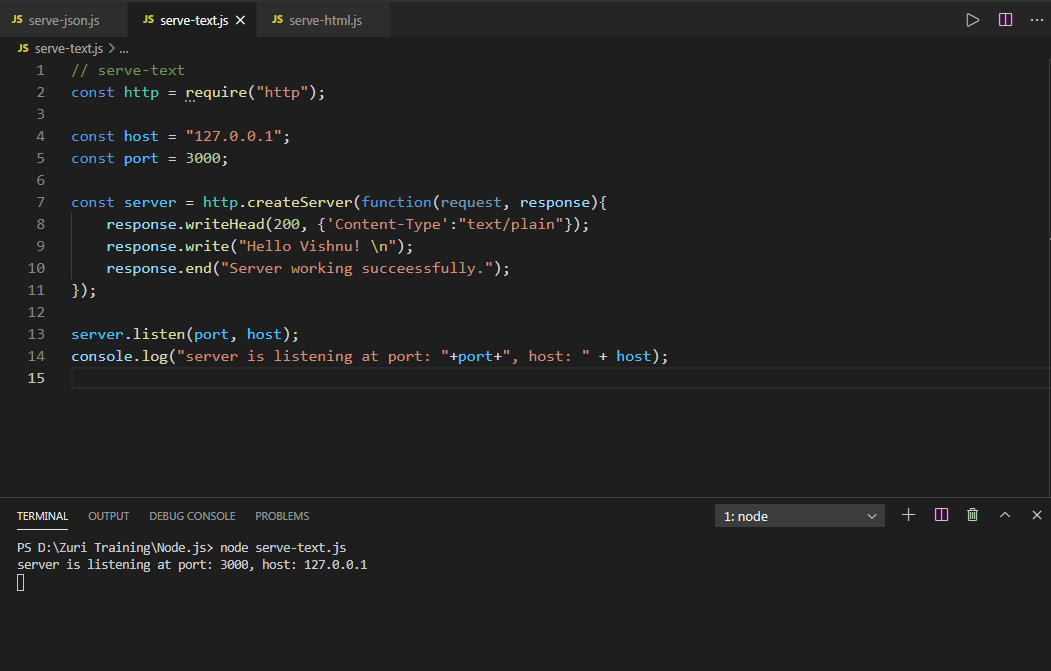 JS serve-json.js JS serve-text.js × JS serve-html.js
JS serve-text.js > ...
1 // serve-text
2 const http = require("http");
3
4 const host = "127.0.0.1";
5 const port = 3000;
6
7 const server = http.createServer(function(request, response){
8 response.writeHead(200, {'Content-Type':"text/plain"});
9 response.write("Hello Vishnu! \n");
10 response.end("Server working succeessfully.");
11 });
12
13 server.listen(port, host);
14 console.log("server is listening at port: "+port+", host: " + host);
15
TERMINAL OUTPUT DEBUG CONSOLE PROBLEMS 1: node
PS D:\Zuri Training\Node.js> node serve-text.js
server is listening at port: 3000, host: 127.0.0.1